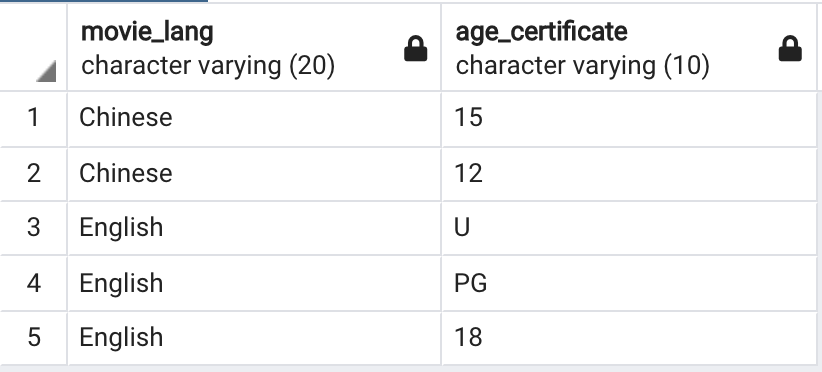 movie_lang age_certificate
character varying (20) character varying (10)
1 Chinese 15
2 Chinese 12
3 English U
4 English PG
5 English 18